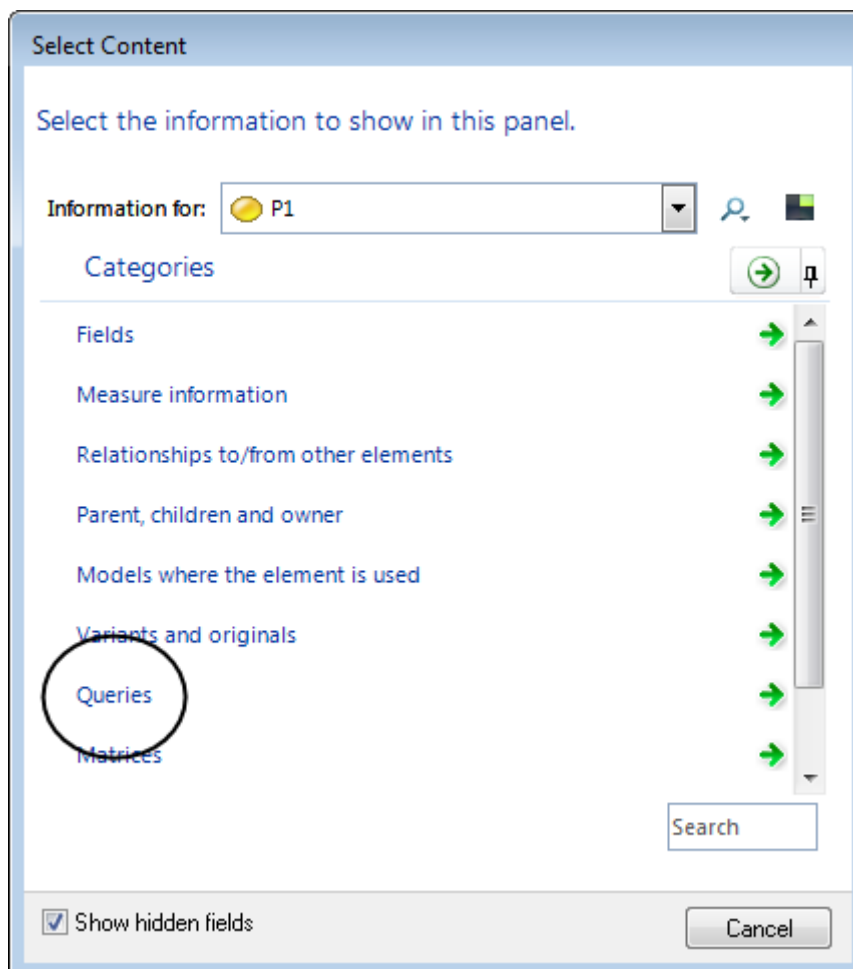 Select Content
Select the information to show in this panel.
Information for: P1
Categories
Fields
Measure information
Relationships to/from other elements
Parent, children and owner
Models where the element is used
Variants and originals
Queries
Matrices
Search
Show hidden fields
Cancel